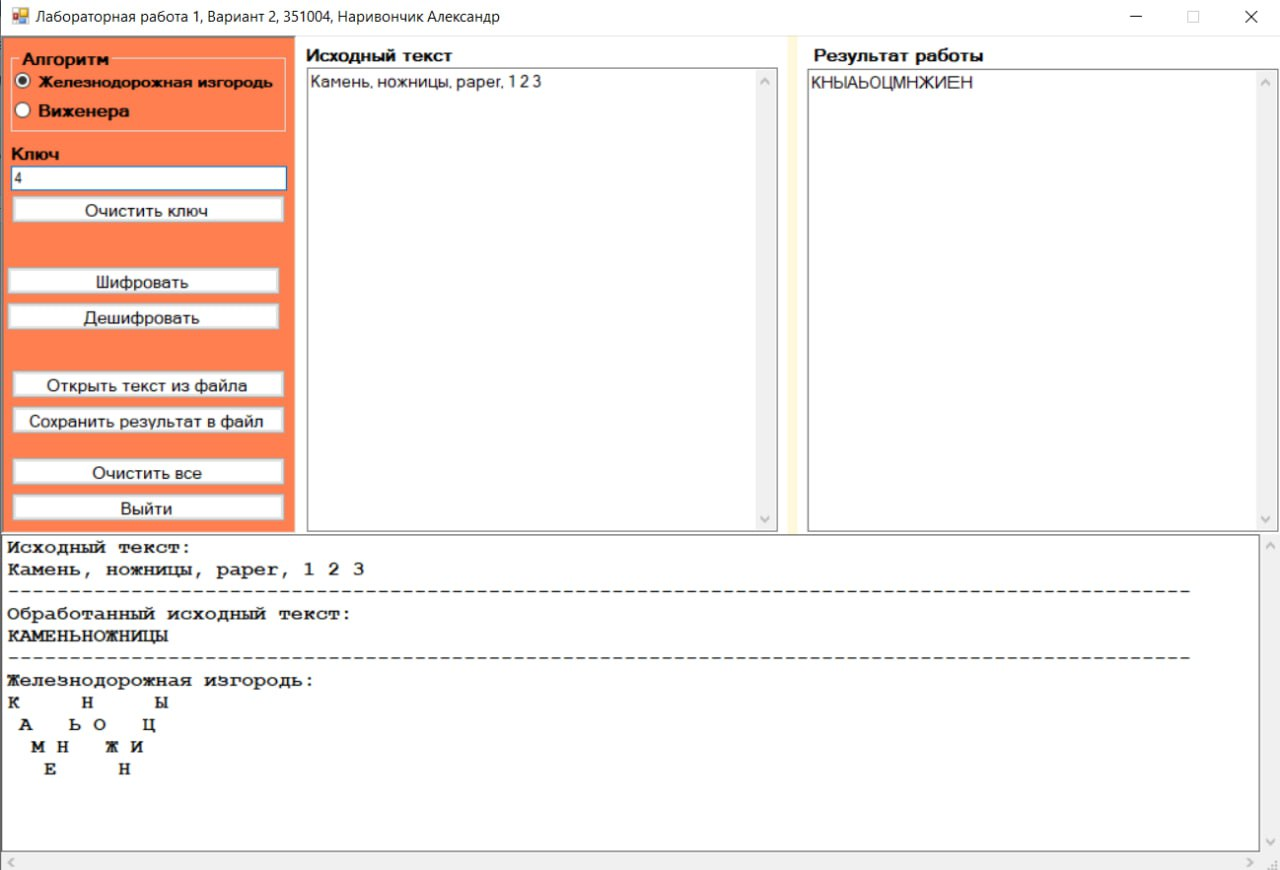 Лабораторная работа 1, Вариант 2, 351004, Наривончик Александр
Алгоритм
Железнодорожная изгородь
Виженера
Ключ
4
Очистить ключ
Шифровать
Дешифровать
Открыть текст из файла
Сохранить результат в файл
Очистить все
Выйти
Исходный текст
Камень, ножницы, paper, 1 2 3
Результат работы
КНЫАЬОЦМНЖИЕН
Исходный текст:
Камень, ножницы, paper, 1 2 3
-----------------------------------------------------------------------------------------------
Обработанный исходный текст:
КАМЕНЬНОЖНИЦЫ
-----------------------------------------------------------------------------------------------
Железнодорожная изгородь:
К     Н     Ы
 А   Ь О   Ц
  М Н   Ж И
   Е     Н